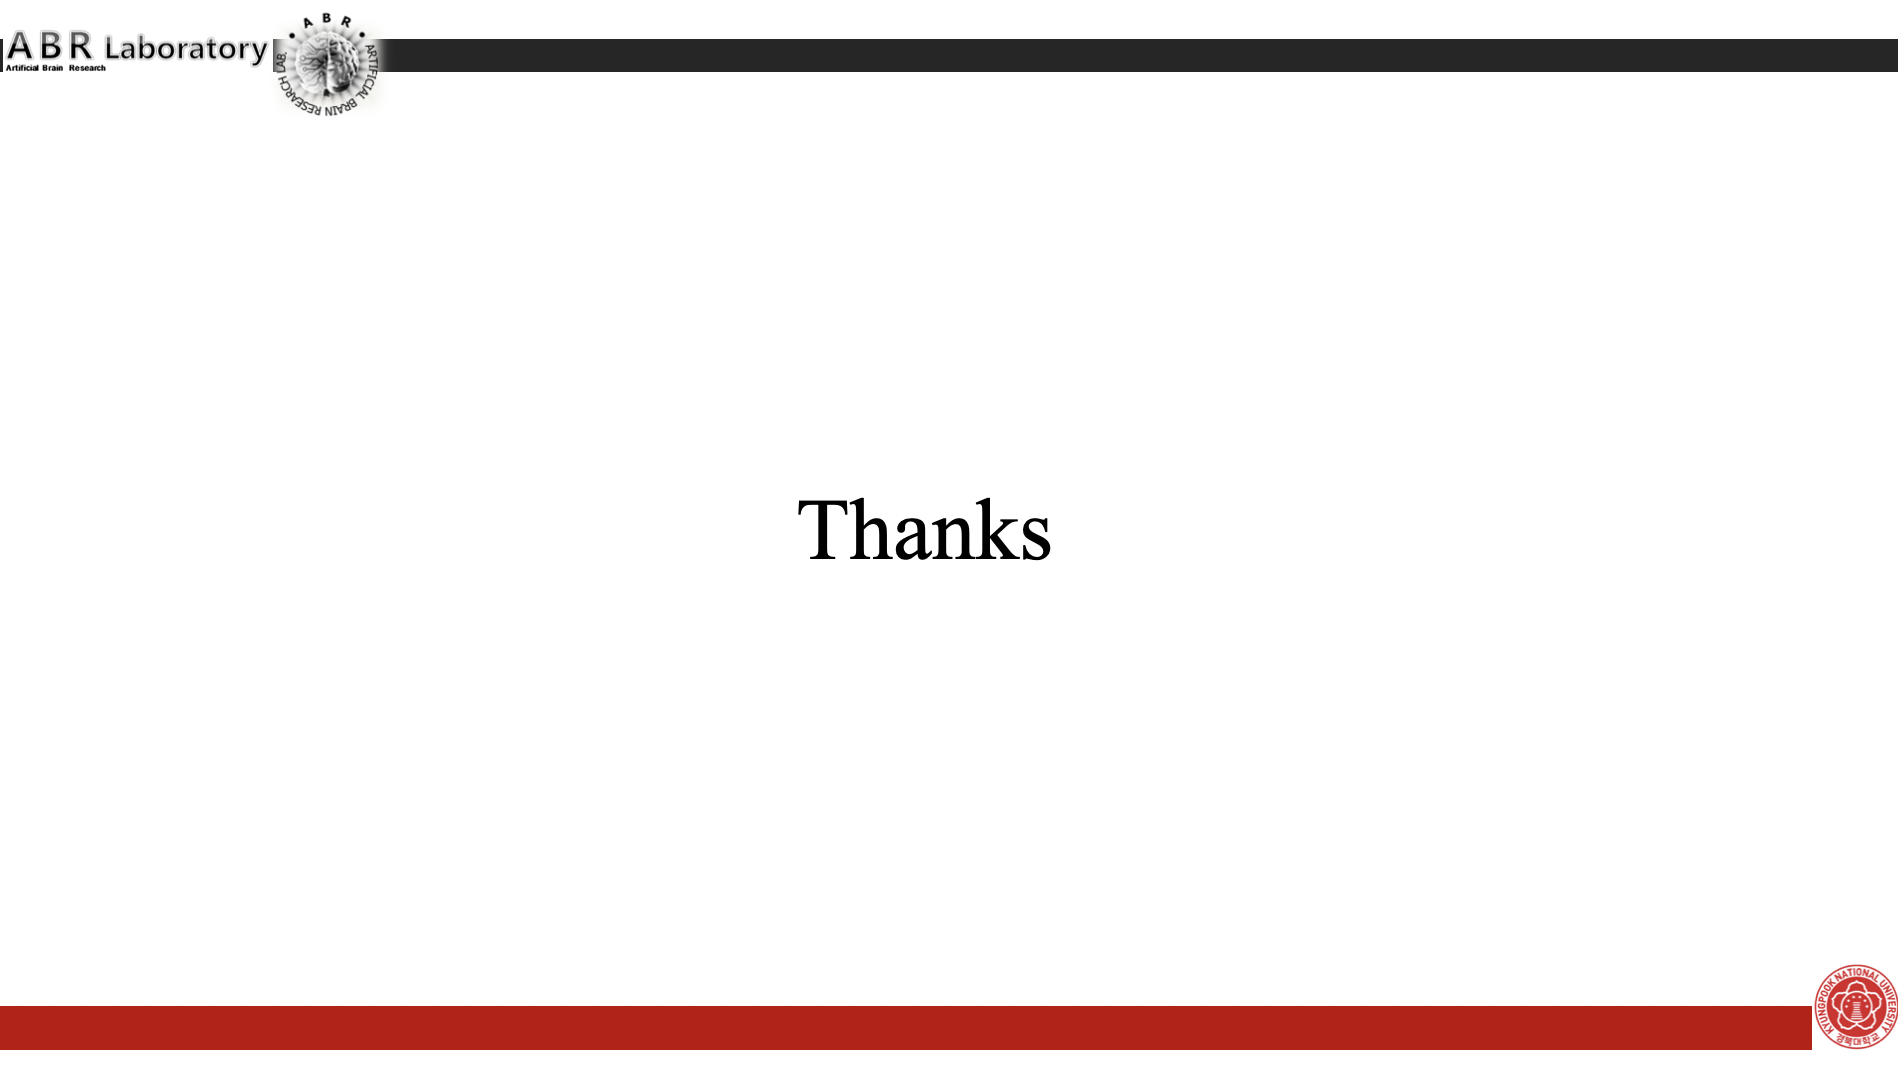 ABR Laboratory
Artificial Brain Research
A B R
ARTIFICIAL BRAIN RESEARCH LAB.
Thanks
KYUNGPOOK NATIONAL UNIVERSITY
경북대학교